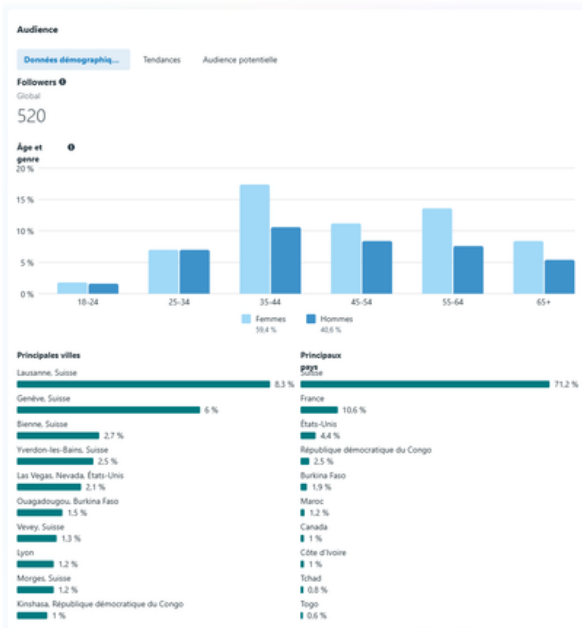 Audience
Données démographiq... Tendances Audience potentielle
Followers
Global
520
Âge et
genre
20 %
15 %
10 %
5 %
0 %
18-24 25-34 35-44 45-54 55-64 65+
Femmes Hommes
59,4 % 40,6 %
Principales villes
Lausanne, Suisse
8,3 %
Genève, Suisse
6 %
Bienne, Suisse
2,7 %
Yverdon-les-Bains, Suisse
2,5 %
Las Vegas, Nevada, États-Unis
2,1 %
Ouagadougou, Burkina Faso
1,5 %
Vevey, Suisse
1,3 %
Lyon
1,2 %
Morges, Suisse
1,2 %
Kinshasa, République démocratique du Congo
1 %
Principaux
pays
Suisse
71,2 %
France
10,6 %
États-Unis
4,4 %
République démocratique du Congo
2,5 %
Burkina Faso
1,9 %
Maroc
1,2 %
Canada
1 %
Côte d'Ivoire
1 %
Tchad
0,8 %
Togo
0,6 %